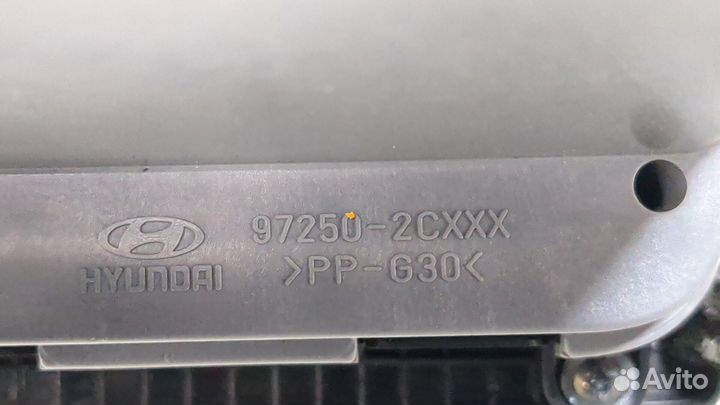 97250-2CXXX
HYUNDAI >PP-G30<
Avito